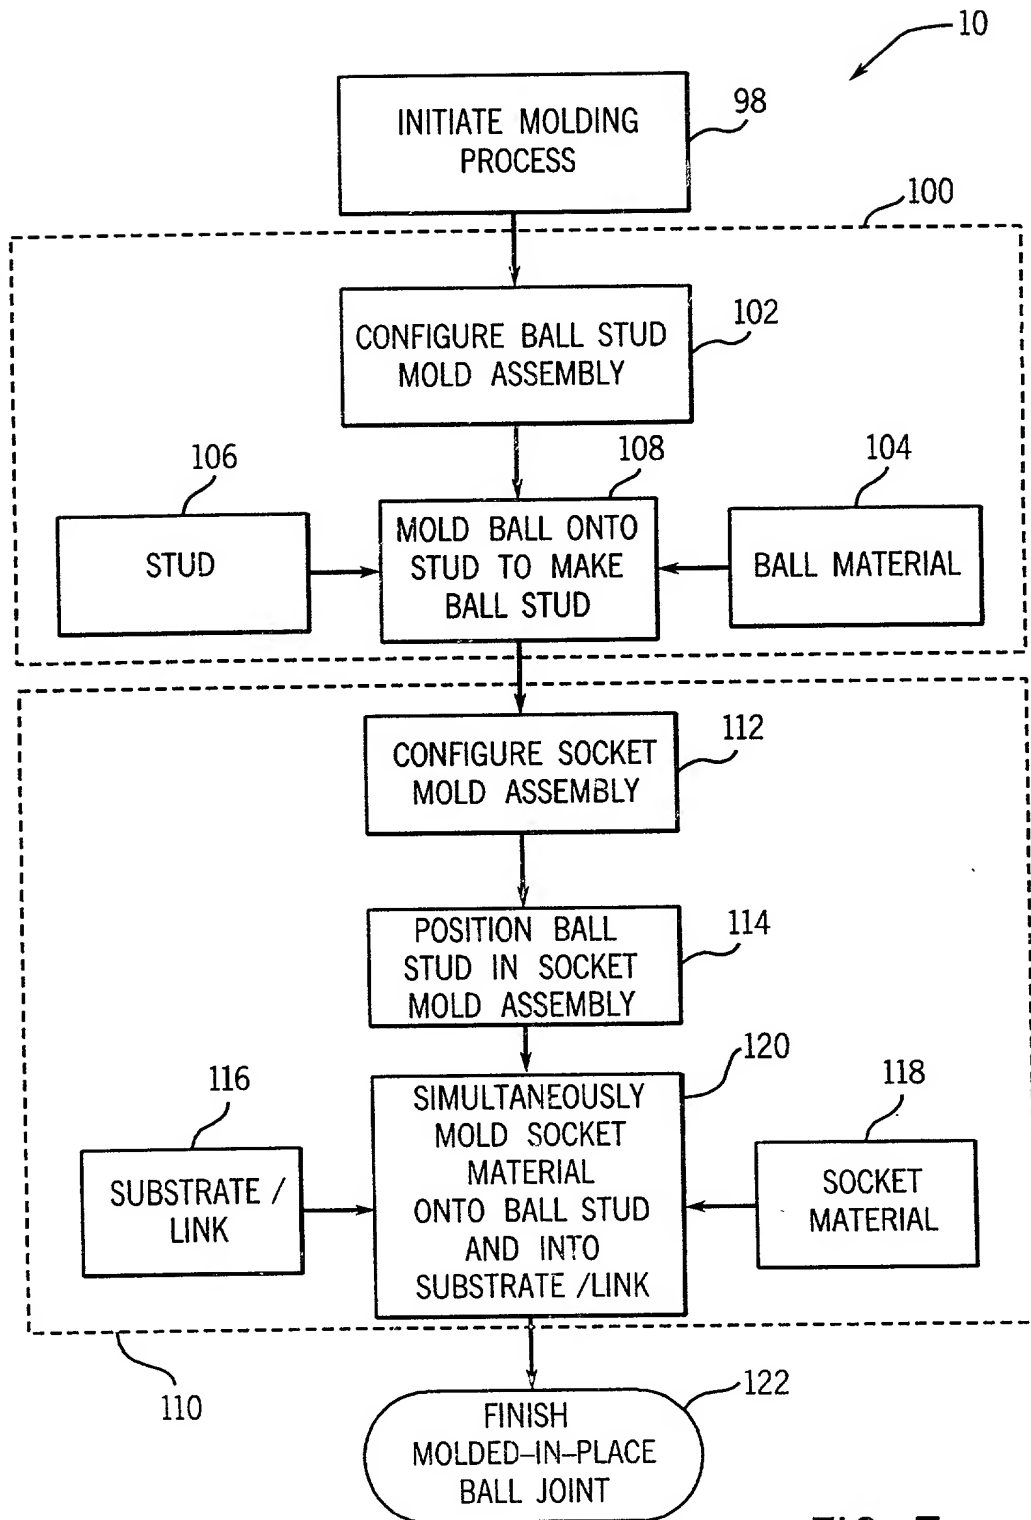 10
INITIATE MOLDING
PROCESS
98
100
CONFIGURE BALL STUD
MOLD ASSEMBLY
102
106
108
104
STUD
MOLD BALL ONTO
STUD TO MAKE
BALL STUD
BALL MATERIAL
CONFIGURE SOCKET
MOLD ASSEMBLY
112
POSITION BALL
STUD IN SOCKET
MOLD ASSEMBLY
114
116
120
118
SUBSTRATE /
LINK
SIMULTANEOUSLY
MOLD SOCKET
MATERIAL
ONTO BALL STUD
AND INTO
SUBSTRATE /LINK
SOCKET
MATERIAL
110
122
FINISH
MOLDED-IN-PLACE
BALL JOINT